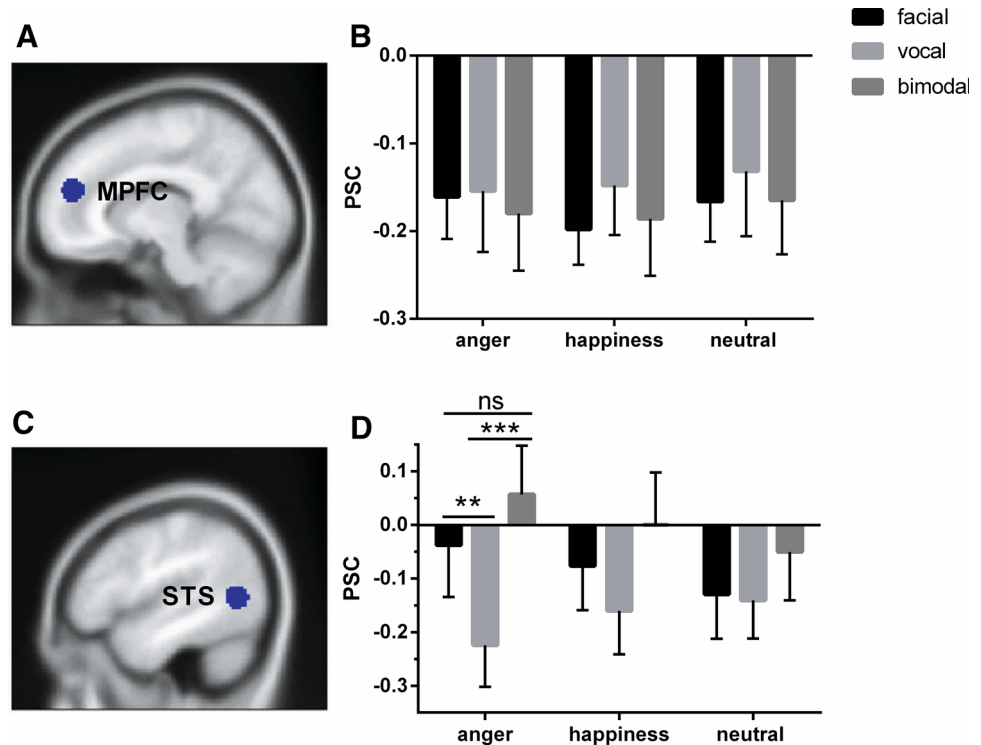 facial
vocal
bimodal
A
MPFC
B
PSC
0.0
-0.1
-0.2
-0.3
anger happiness neutral
C
STS
D
ns
***
**
PSC
0.1
0.0
-0.1
-0.2
-0.3
anger happiness neutral